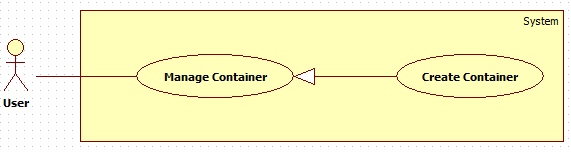 System
Manage Container
Create Container
User